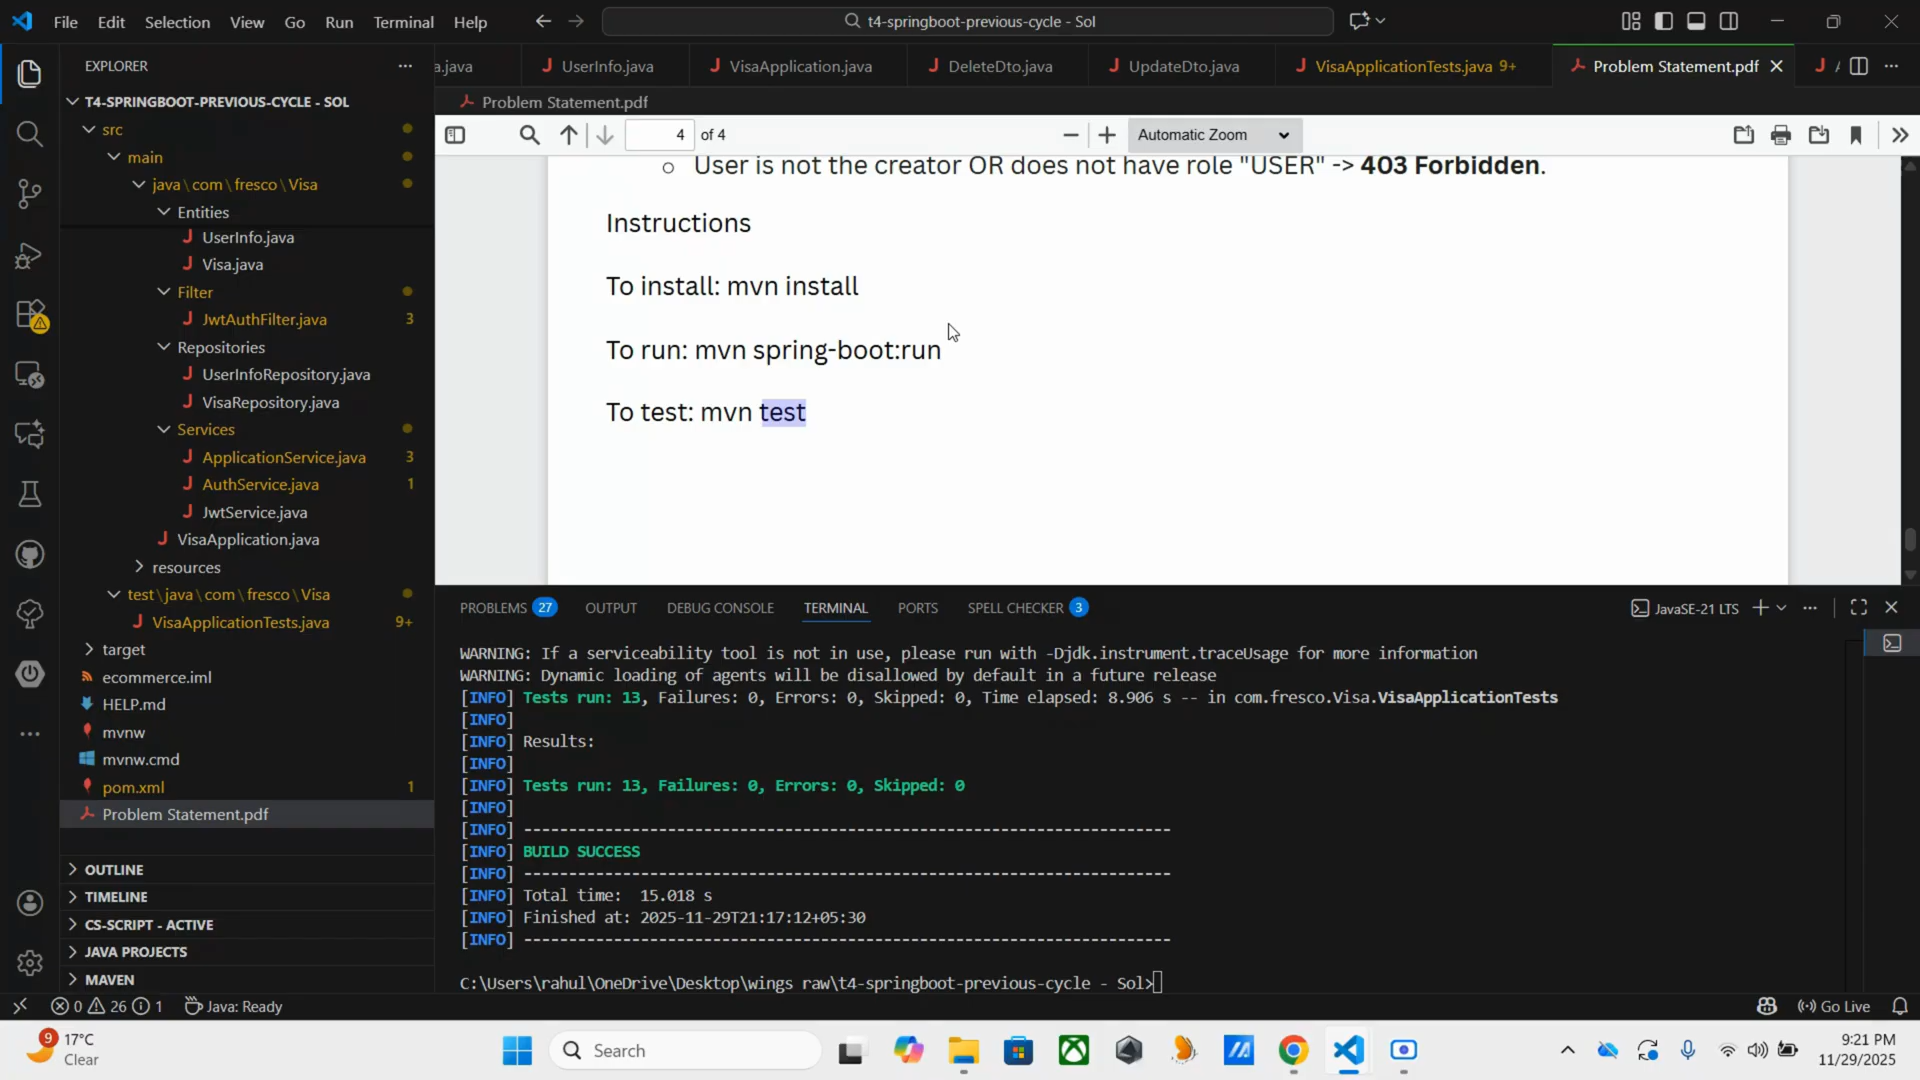 File Edit Selection View Go Run Terminal Help
t4-springboot-previous-cycle - Sol
EXPLORER
a.java UserInfo.java VisaApplication.java DeleteDto.java UpdateDto.java VisaApplicationTests.java 9+ Problem Statement.pdf
Problem Statement.pdf
4 of 4 Automatic Zoom
T4-SPRINGBOOT-PREVIOUS-CYCLE - SOL
src
main
java\com\fresco\Visa
Entities
UserInfo.java
Visa.java
Filter
JwtAuthFilter.java 3
Repositories
UserInfoRepository.java
VisaRepository.java
Services
ApplicationService.java 3
AuthService.java 1
JwtService.java
VisaApplication.java
resources
test\java\com\fresco\Visa
VisaApplicationTests.java 9+
target
ecommerce.iml
HELP.md
mvnw
mvnw.cmd
pom.xml 1
Problem Statement.pdf
OUTLINE
TIMELINE
CS-SCRIPT - ACTIVE
JAVA PROJECTS
MAVEN
User is not the creator OR does not have role "USER" -> 403 Forbidden.
Instructions
To install: mvn install
To run: mvn spring-boot:run
To test: mvn test
PROBLEMS 27 OUTPUT DEBUG CONSOLE TERMINAL PORTS SPELL CHECKER 3 JavaSE-21 LTS
WARNING: If a serviceability tool is not in use, please run with -Djdk.instrument.traceUsage for more information
WARNING: Dynamic loading of agents will be disallowed by default in a future release
[INFO] Tests run: 13, Failures: 0, Errors: 0, Skipped: 0, Time elapsed: 8.906 s -- in com.fresco.Visa.VisaApplicationTests
[INFO]
[INFO] Results:
[INFO]
[INFO] Tests run: 13, Failures: 0, Errors: 0, Skipped: 0
[INFO]
[INFO] ------------------------------------------------------------------------
[INFO] BUILD SUCCESS
[INFO] ------------------------------------------------------------------------
[INFO] Total time:  15.018 s
[INFO] Finished at: 2025-11-29T21:17:12+05:30
[INFO] ------------------------------------------------------------------------
C:\Users\rahul\OneDrive\Desktop\wings raw\t4-springboot-previous-cycle - Sol>
0 26 1 Java: Ready Go Live
9 17°C
Clear
Search
9:21 PM
11/29/2025